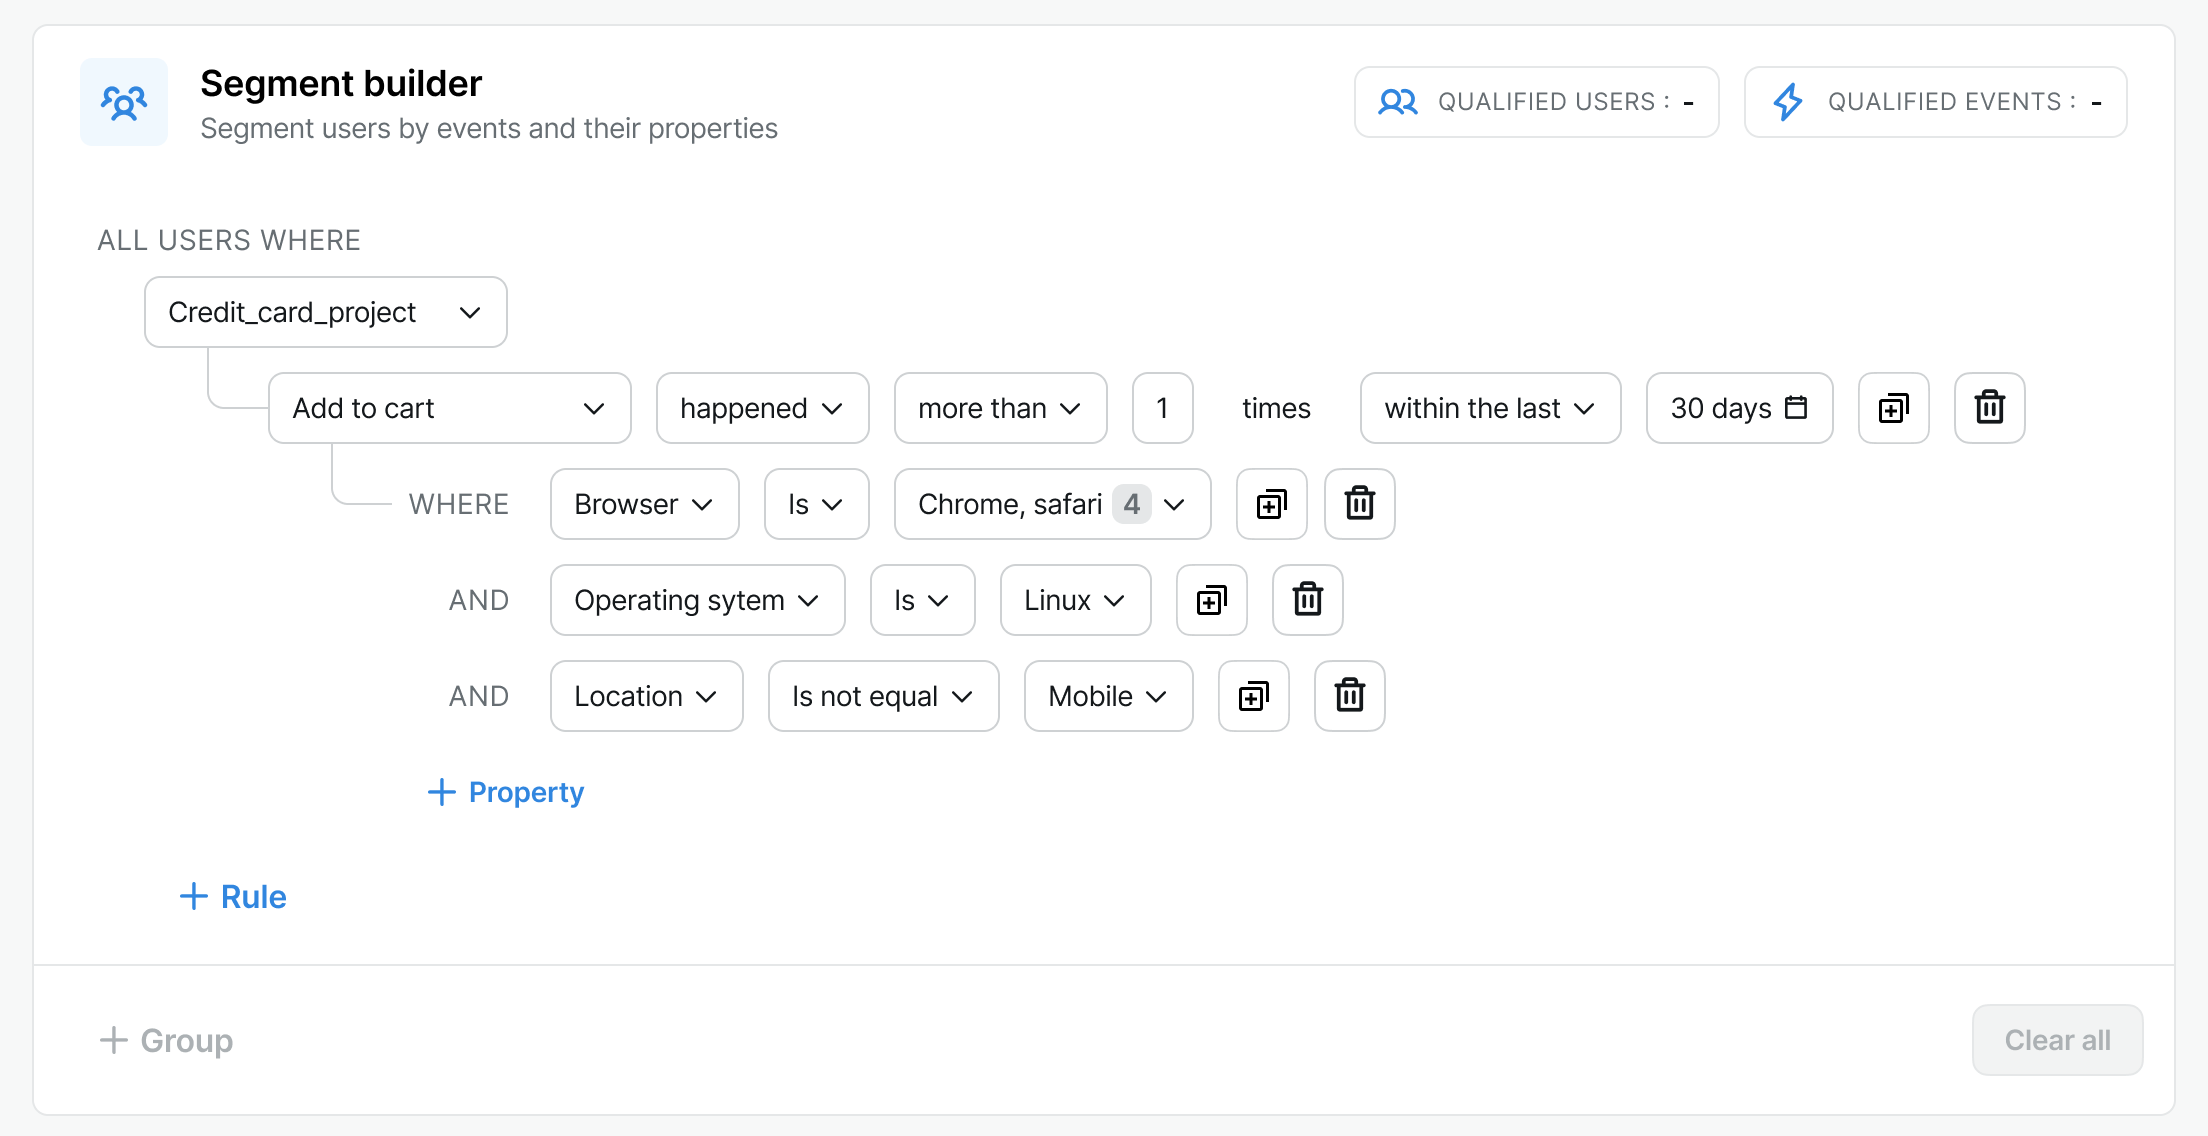 Segment builder
Segment users by events and their properties
QUALIFIED USERS : -
QUALIFIED EVENTS : -
ALL USERS WHERE
Credit_card_project
Add to cart happened more than 1 times within the last 30 days
WHERE Browser Is Chrome, safari 4
AND Operating sytem Is Linux
AND Location Is not equal Mobile
+ Property
+ Rule
+ Group
Clear all